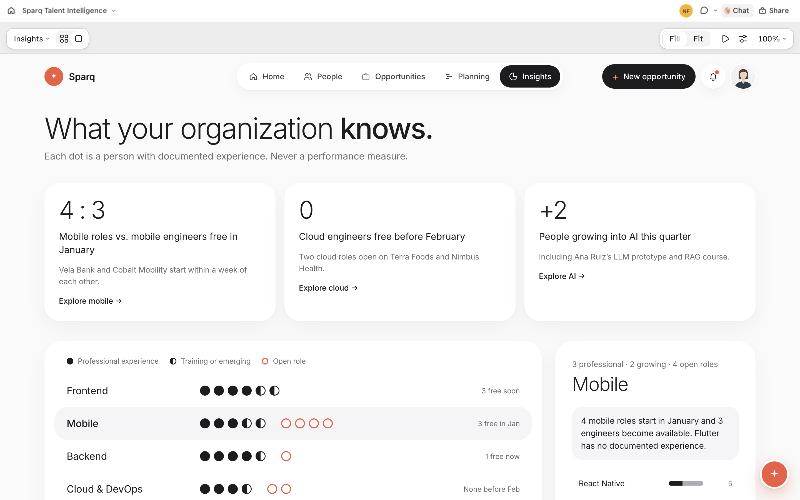 Sparq Talent Intelligence
NF
Chat
Share
Insights
Fill
Fit
100%
Sparq
Home
People
Opportunities
Planning
Insights
+ New opportunity
What your organization knows.
Each dot is a person with documented experience. Never a performance measure.
4 : 3
Mobile roles vs. mobile engineers free in
January
Vela Bank and Cobalt Mobility start within a week of
each other.
Explore mobile →
0
Cloud engineers free before February
Two cloud roles open on Terra Foods and Nimbus
Health.
Explore cloud →
+2
People growing into AI this quarter
Including Ana Ruiz's LLM prototype and RAG course.
Explore AI →
Professional experience
Training or emerging
Open role
Frontend
3 free soon
Mobile
3 free in Jan
Backend
1 free now
Cloud & DevOps
None before Feb
3 professional · 2 growing · 4 open roles
Mobile
4 mobile roles start in January and 3
engineers become available. Flutter
has no documented experience.
React Native
5